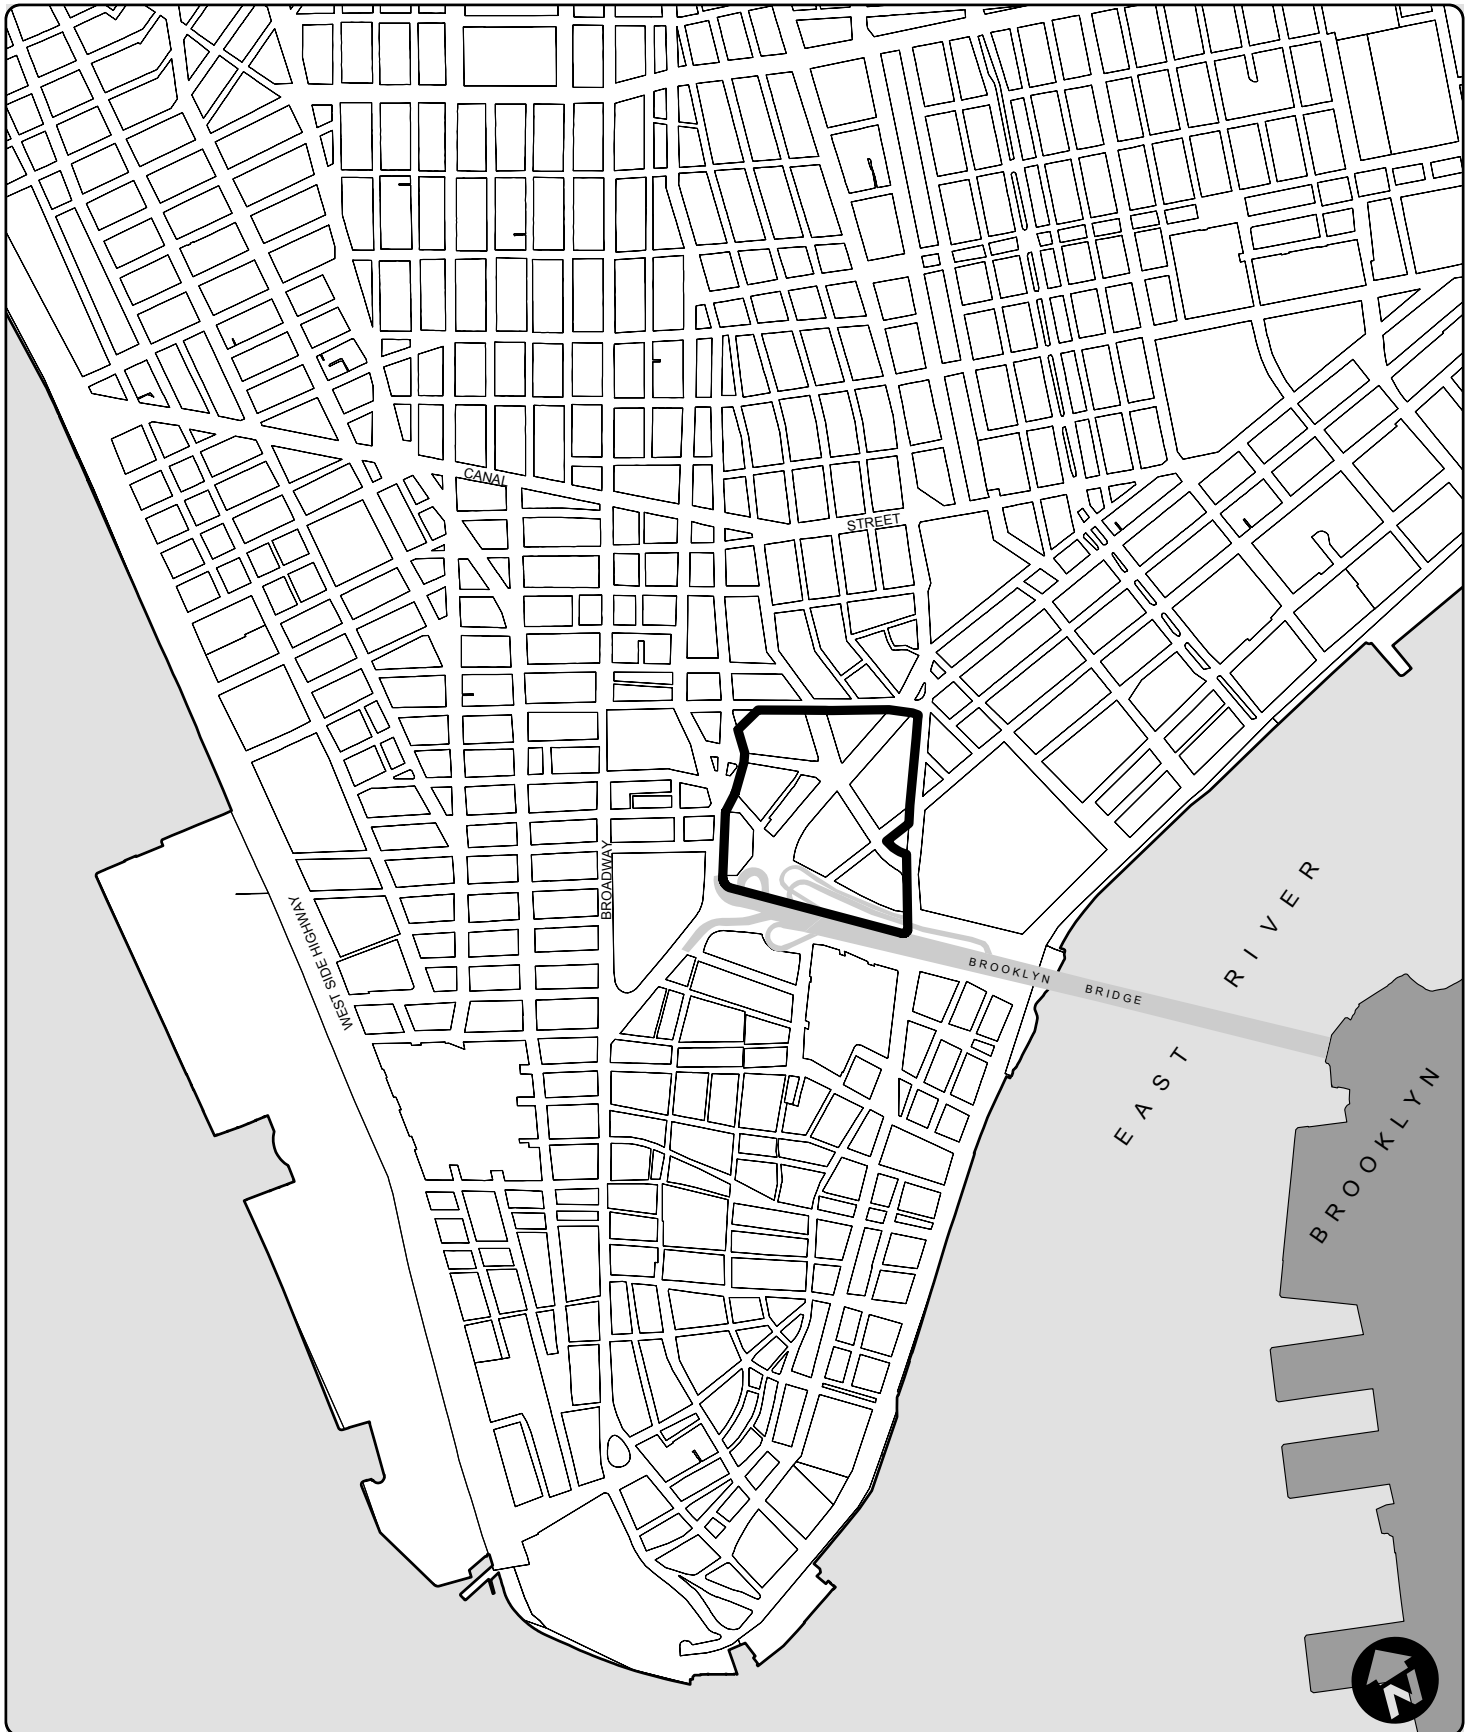 CANAL
STREET
BROADWAY
WEST SIDE HIGHWAY
BROOKLYN BRIDGE
EAST RIVER
BROOKLYN
N